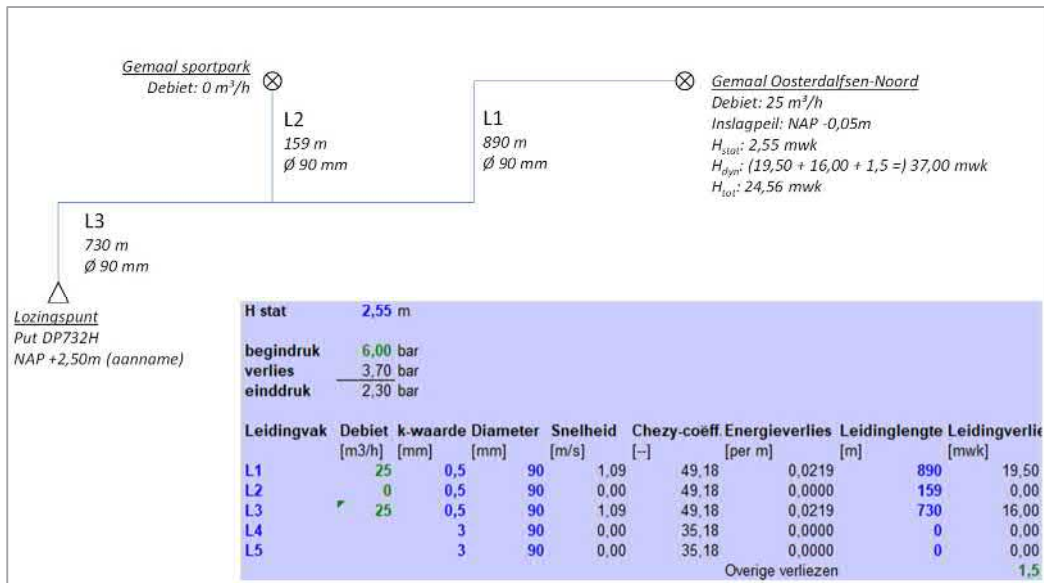 Gemaal sportpark
Debiet: 0 m³/h
L2
159 m
Ø 90 mm
L1
890 m
Ø 90 mm
Gemaal Oosterdalfsen-Noord
Debiet: 25 m³/h
Inslagpeil: NAP -0,05m
Hstat: 2,55 mwk
Hdyn: (19,50 + 16,00 + 1,5 =) 37,00 mwk
Htot: 24,56 mwk
L3
730 m
Ø 90 mm
Lozingspunt
Put DP732H
NAP +2,50m (aanname)
H stat 2,55 m
begindruk 6,00 bar
verlies 3,70 bar
einddruk 2,30 bar
Leidingvak Debiet k-waarde Diameter Snelheid Chezy-coëff. Energieverlies Leidinglengte Leidingverlie
[m3/h] [mm] [mm] [m/s] [--] [per m] [m] [mwk]
L1 25 0,5 90 1,09 49,18 0,0219 890 19,50
L2 0 0,5 90 0,00 49,18 0,0000 159 0,00
L3 25 0,5 90 1,09 49,18 0,0219 730 16,00
L4 3 90 0,00 35,18 0,0000 0 0,00
L5 3 90 0,00 35,18 0,0000 0 0,00
Overige verliezen 1,5